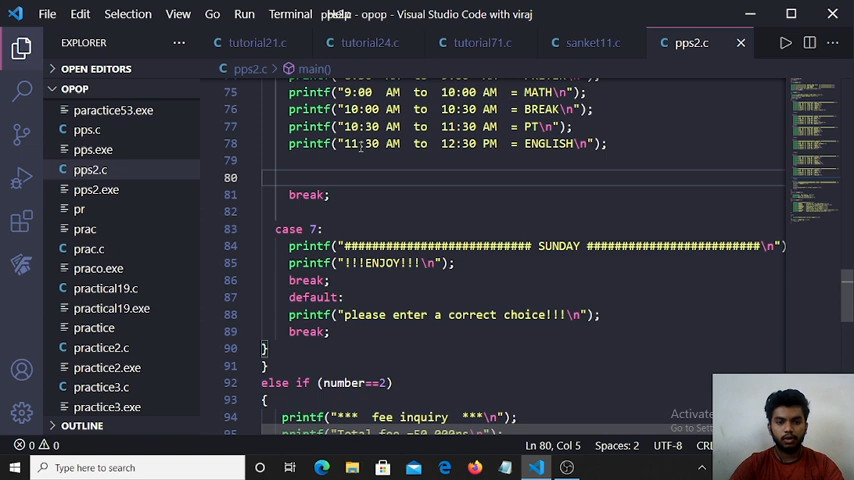 File Edit Selection View Go Run Terminal pps2.c - opop - Visual Studio Code with viraj
EXPLORER
tutorial21.c
tutorial24.c
tutorial71.c
sanket11.c
pps2.c
OPEN EDITORS
pps2.c > main()
OPOP
paractice53.exe
pps.c
pps.exe
pps2.c
pps2.exe
pr
prac
prac.c
praco.exe
practical19.c
practical19.exe
practice
practice2.c
practice2.exe
practice3.c
practice3.exe
OUTLINE
75 printf("9:00 AM to 10:00 AM = MATH\n");
76 printf("10:00 AM to 10:30 AM = BREAK\n");
77 printf("10:30 AM to 11:30 AM = PT\n");
78 printf("11:30 AM to 12:30 PM = ENGLISH\n");
79
80
81 break;
82
83 case 7:
84 printf("########################### SUNDAY #########################\n")
85 printf("!!!ENJOY!!!\n");
86 break;
87 default:
88 printf("please enter a correct choice!!!\n");
89 break;
90 }
91 }
92 else if (number==2)
93 {
94 printf("*** fee inquiry ***\n");
95
Activate
Go to Settings
0 0
Ln 80, Col 5 Spaces: 2 UTF-8
Type here to search